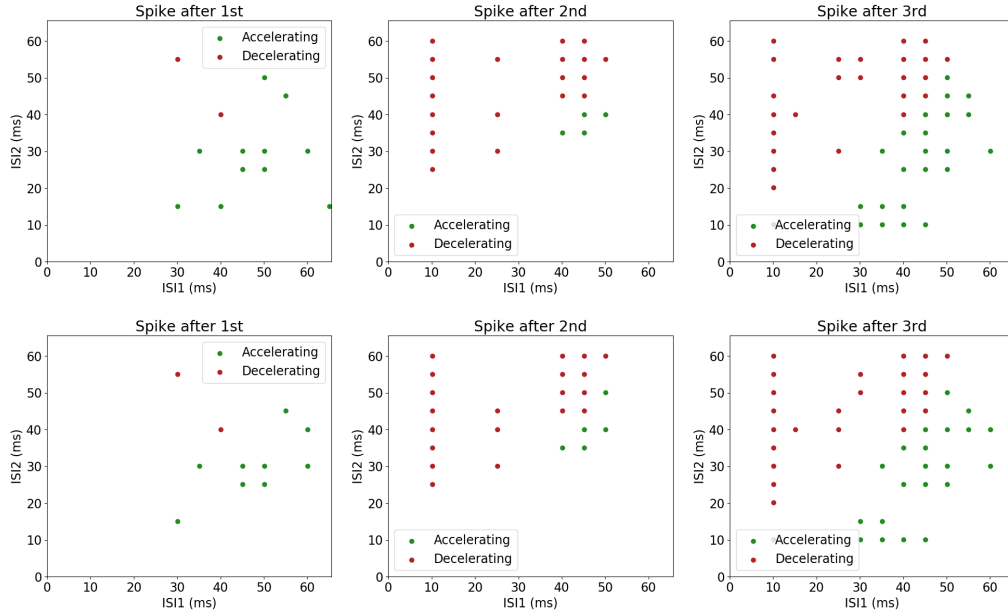 Spike after 1st
Spike after 2nd
Spike after 3rd
ISI2 (ms)
60
50
40
30
20
10
0
Accelerating
Decelerating
0 10 20 30 40 50 60
ISI1 (ms)
ISI2 (ms)
60
50
40
30
20
10
0
Accelerating
Decelerating
0 10 20 30 40 50 60
ISI1 (ms)
ISI2 (ms)
60
50
40
30
20
10
0
Accelerating
Decelerating
0 10 20 30 40 50 60
ISI1 (ms)
Spike after 1st
Spike after 2nd
Spike after 3rd
ISI2 (ms)
60
50
40
30
20
10
0
Accelerating
Decelerating
0 10 20 30 40 50 60
ISI1 (ms)
ISI2 (ms)
60
50
40
30
20
10
0
Accelerating
Decelerating
0 10 20 30 40 50 60
ISI1 (ms)
ISI2 (ms)
60
50
40
30
20
10
0
Accelerating
Decelerating
0 10 20 30 40 50 60
ISI1 (ms)